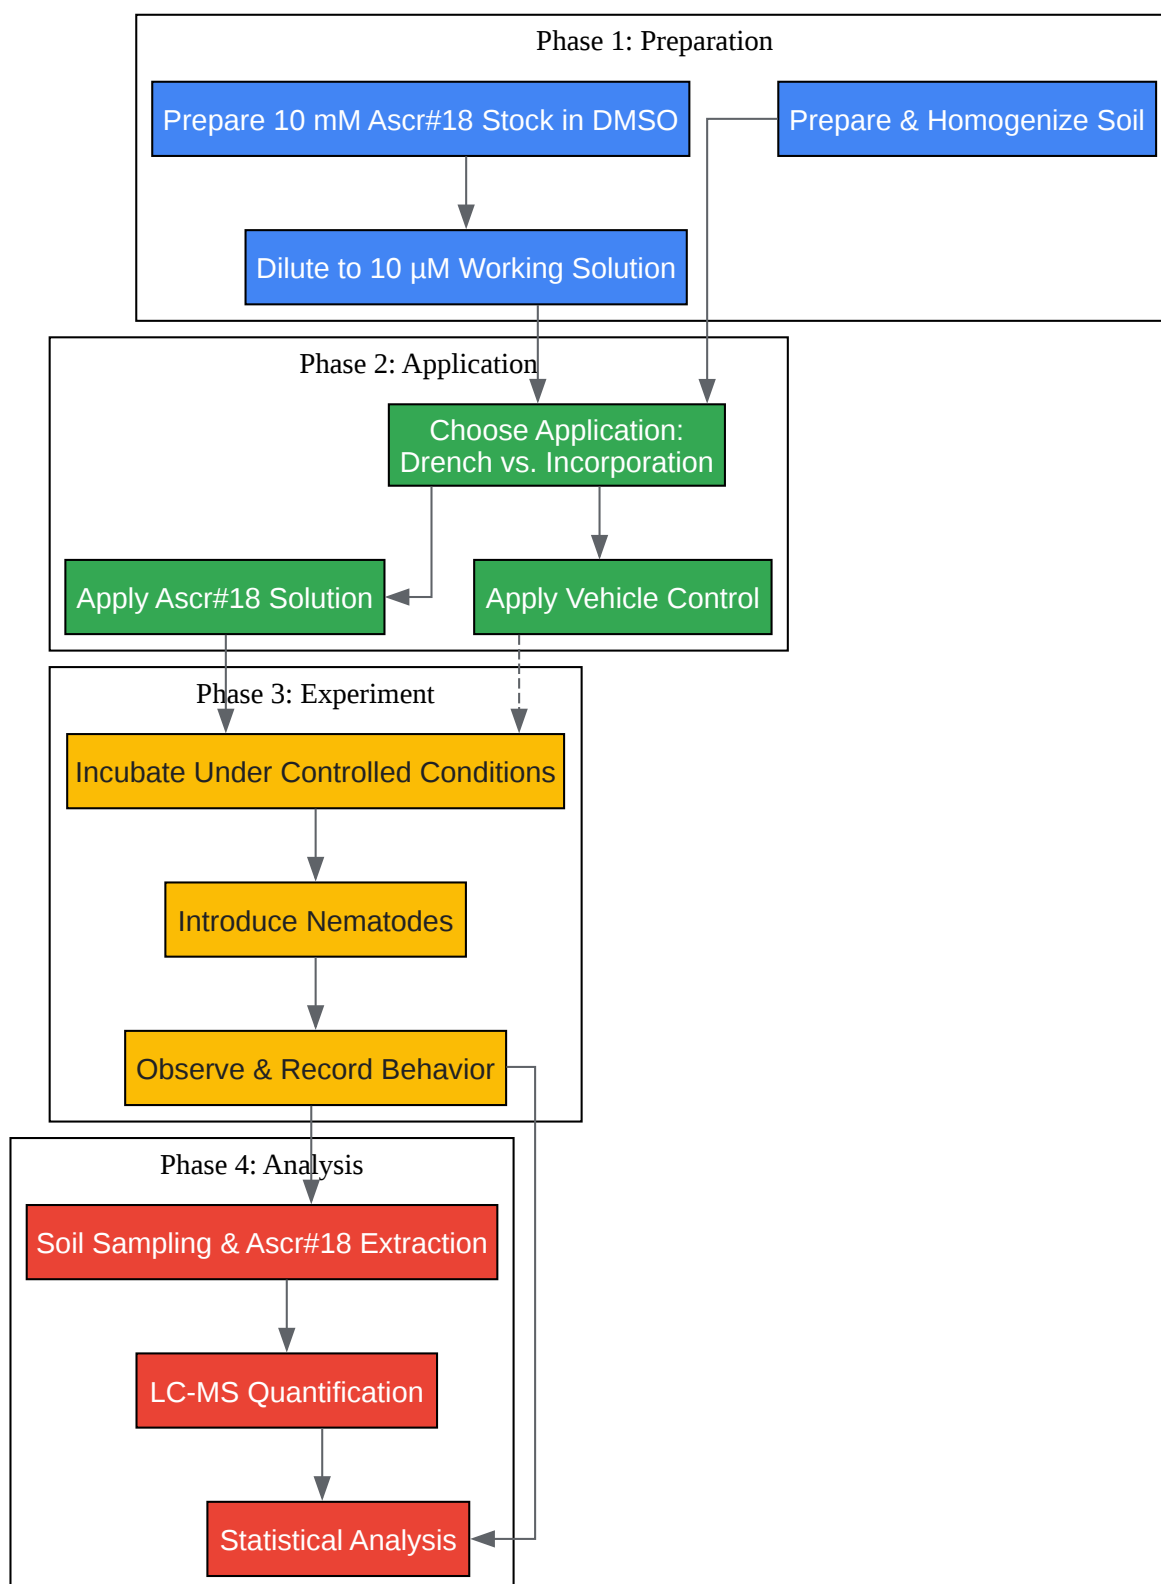 Phase 1: Preparation
Prepare 10 mM Ascr#18 Stock in DMSO
Prepare & Homogenize Soil
Dilute to 10 µM Working Solution
Phase 2: Application
Choose Application:
Drench vs. Incorporation
Apply Ascr#18 Solution
Apply Vehicle Control
Phase 3: Experiment
Incubate Under Controlled Conditions
Introduce Nematodes
Observe & Record Behavior
Phase 4: Analysis
Soil Sampling & Ascr#18 Extraction
LC-MS Quantification
Statistical Analysis